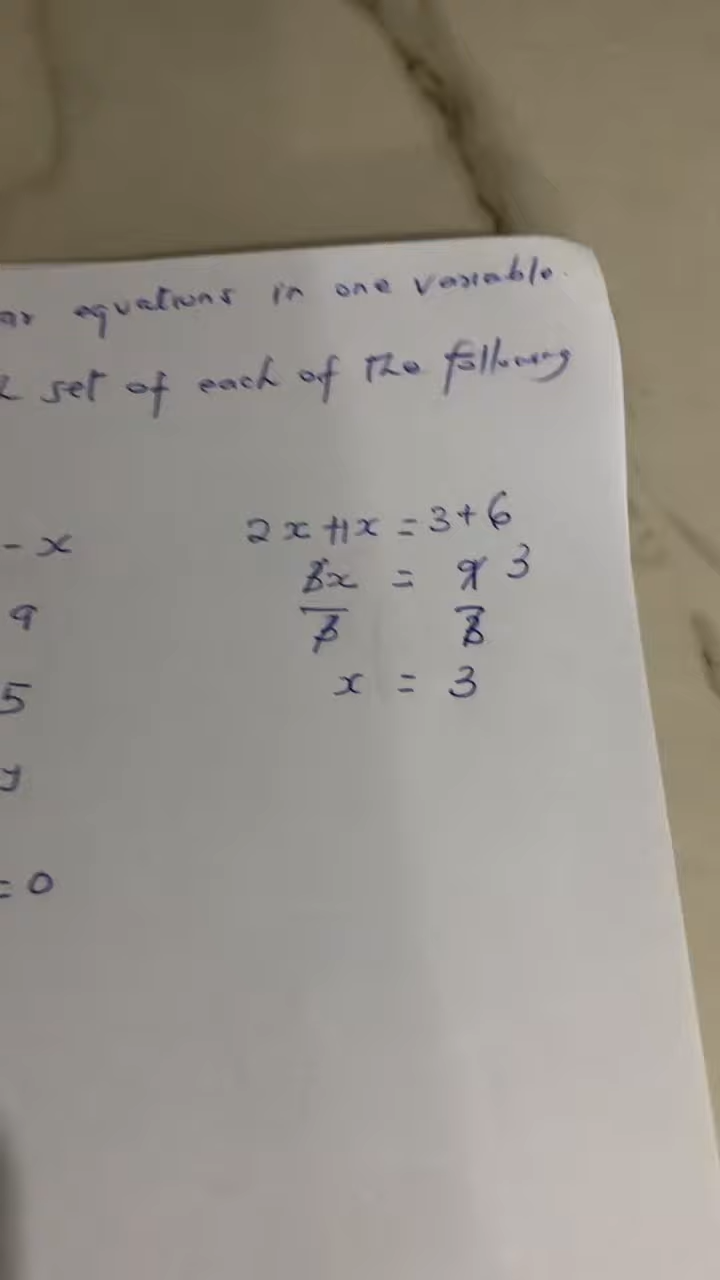 equations in one variable.
set of each of the following
- x
2x + 1x = 3 + 6
3x = 9 3
9
3 3
5
x = 3
y
= 0